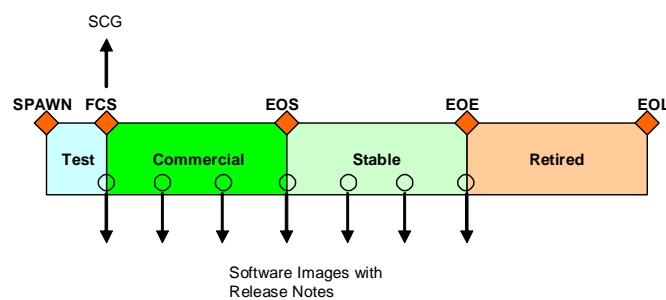 SCG
SPAWN FCS EOS EOE EOL
Test Commercial Stable Retired
Software Images with
Release Notes